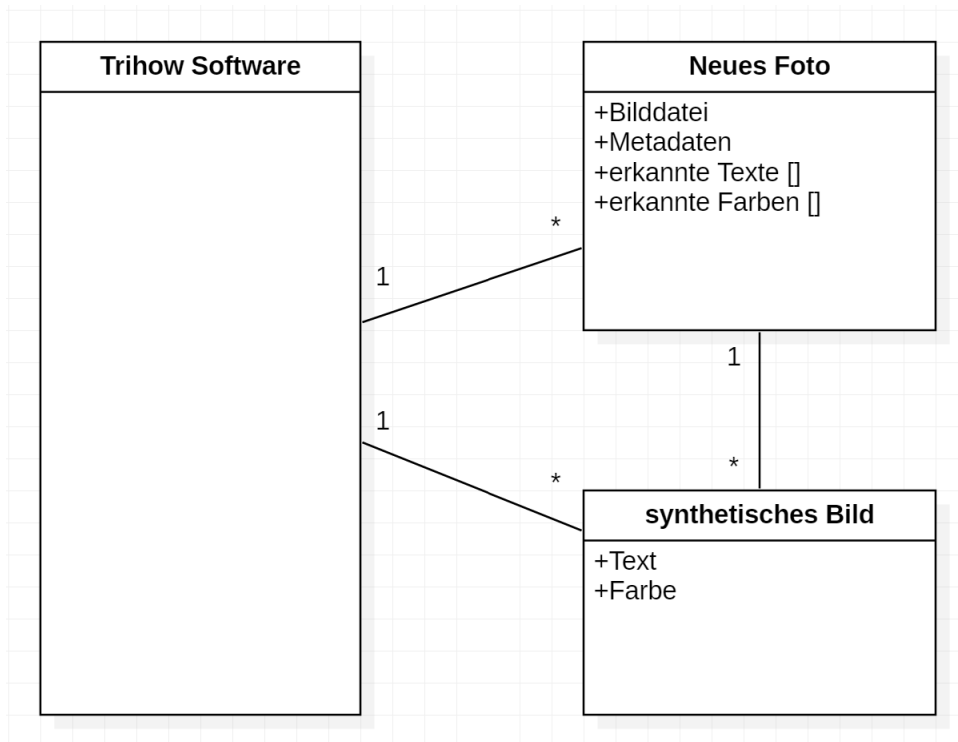 Trihow Software
Neues Foto
+Bilddatei
+Metadaten
+erkannte Texte []
+erkannte Farben []
*
1
1
*
1
*
synthetisches Bild
+Text
+Farbe